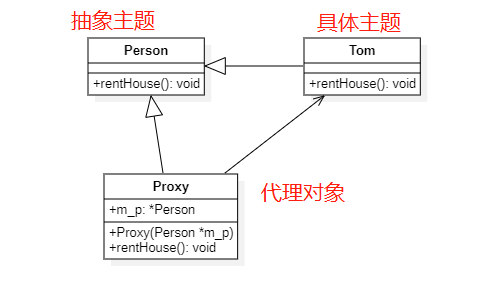 抽象主题
具体主题
Person
+rentHouse(): void
Tom
+rentHouse(): void
Proxy
+m_p: *Person
+Proxy(Person *m_p)
+rentHouse(): void
代理对象